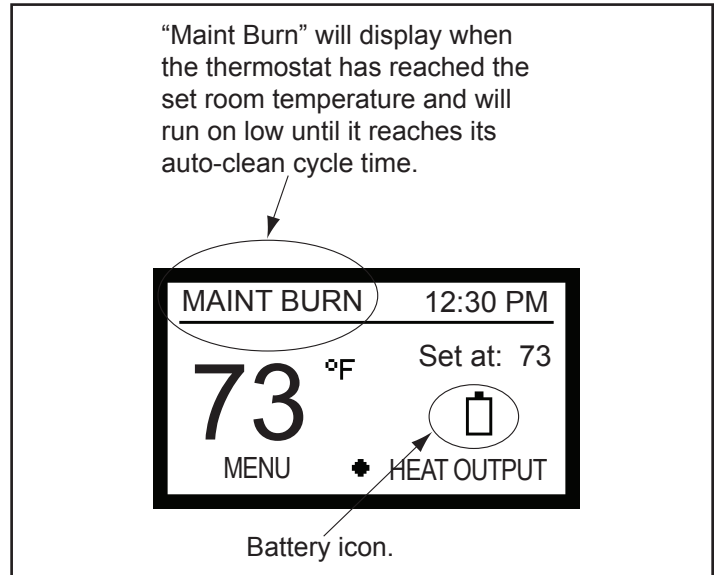 “Maint Burn” will display when
the thermostat has reached the
set room temperature and will
run on low until it reaches its
auto-clean cycle time.
MAINT BURN 12:30 PM
73 °F Set at: 73
MENU HEAT OUTPUT
Battery icon.